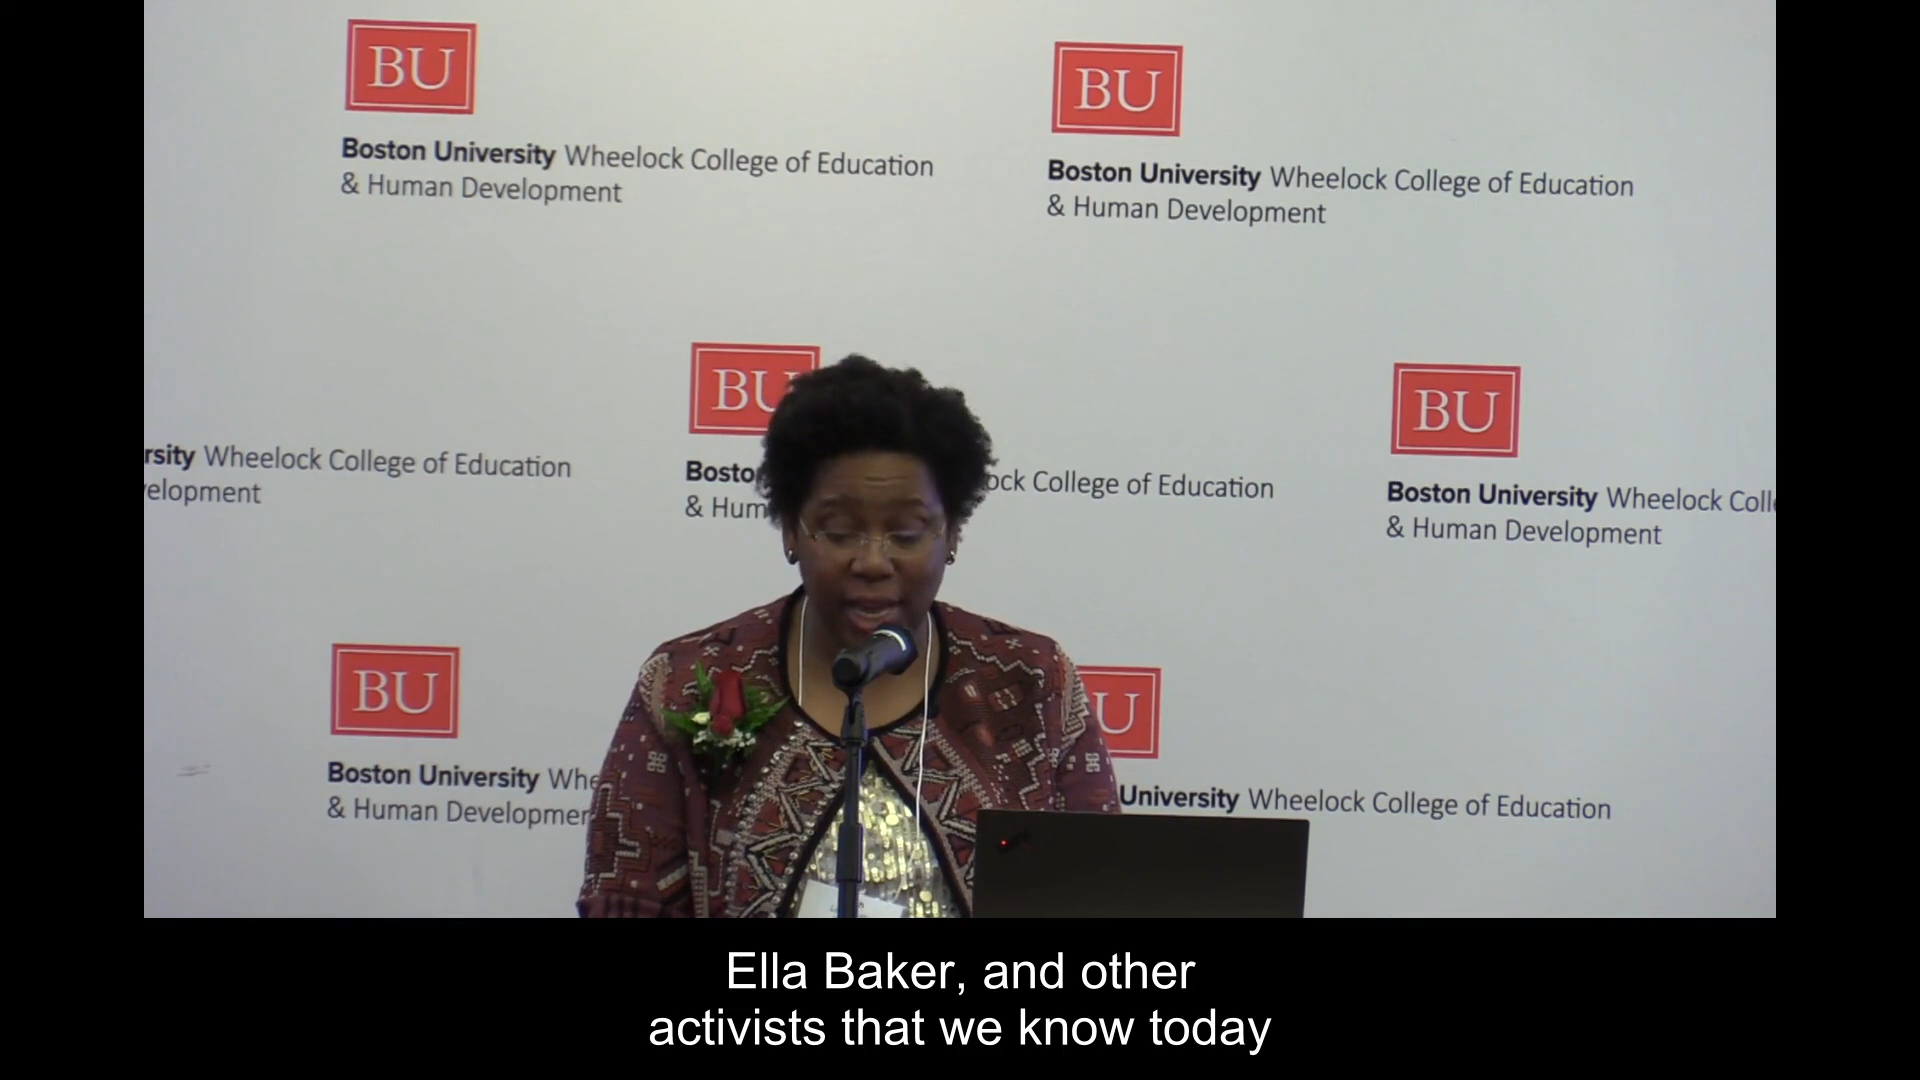 BU
Boston University Wheelock College of Education
& Human Development
BU
Boston University Wheelock College of Education
& Human Development
rsity Wheelock College of Education
velopment
BU
Bosto
ock College of Education
& Hum
BU
Boston University Wheelock Coll
& Human Development
BU
Boston University Whe
& Human Developmen
U
University Wheelock College of Education
Ella Baker, and other
activists that we know today